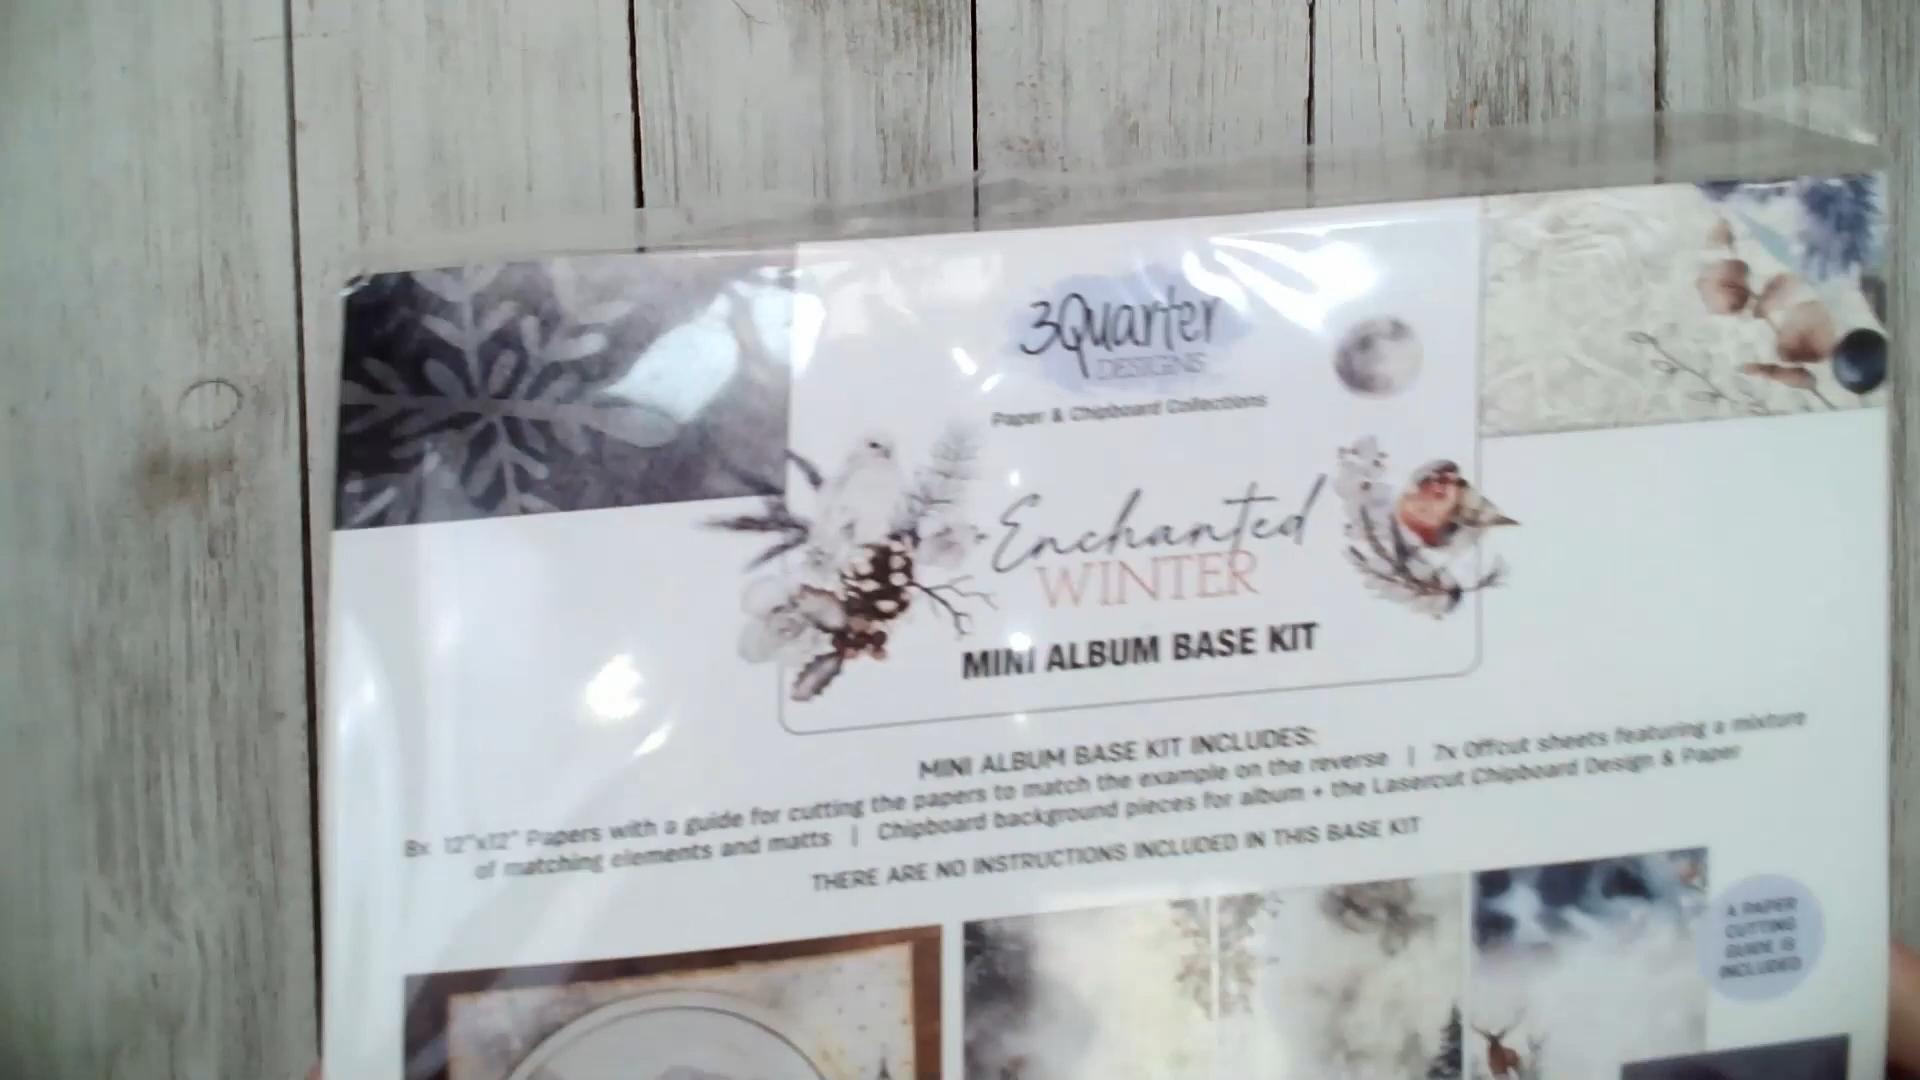 3Quarter
DESIGNS
Paper & Chipboard Collections
Enchanted
WINTER
MINI ALBUM BASE KIT
MINI ALBUM BASE KIT INCLUDES:
8x 12"x12" Papers with a guide for cutting the papers to match the example on the reverse | 7x Offcut sheets featuring a mixture
of matching elements and matts | Chipboard background pieces for album + the Lasercut Chipboard Design & Paper
THERE ARE NO INSTRUCTIONS INCLUDED IN THIS BASE KIT
A PAPER
CUTTING
GUIDE IS
INCLUDED